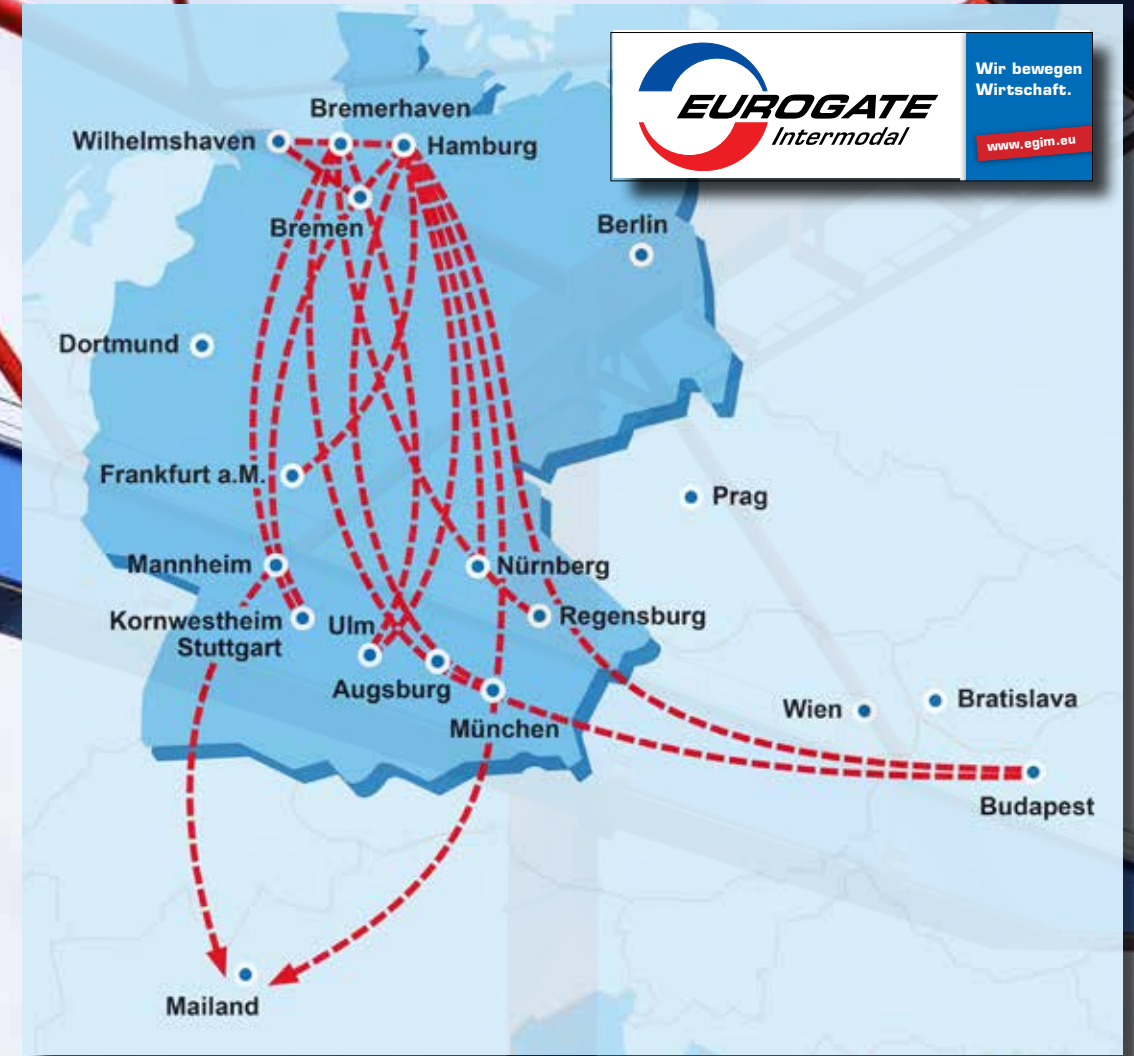 EUROGATE
Intermodal
Wir bewegen
Wirtschaft.
www.egim.eu
Bremerhaven
Wilhelmshaven
Hamburg
Bremen
Berlin
Dortmund
Frankfurt a.M.
Prag
Mannheim
Nürnberg
Kornwestheim
Stuttgart
Ulm
Regensburg
Augsburg
München
Wien
Bratislava
Budapest
Mailand